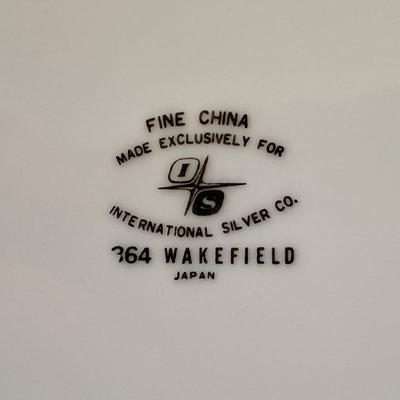 FINE CHINA
MADE EXCLUSIVELY FOR
I S
INTERNATIONAL SILVER CO.
364 WAKEFIELD
JAPAN